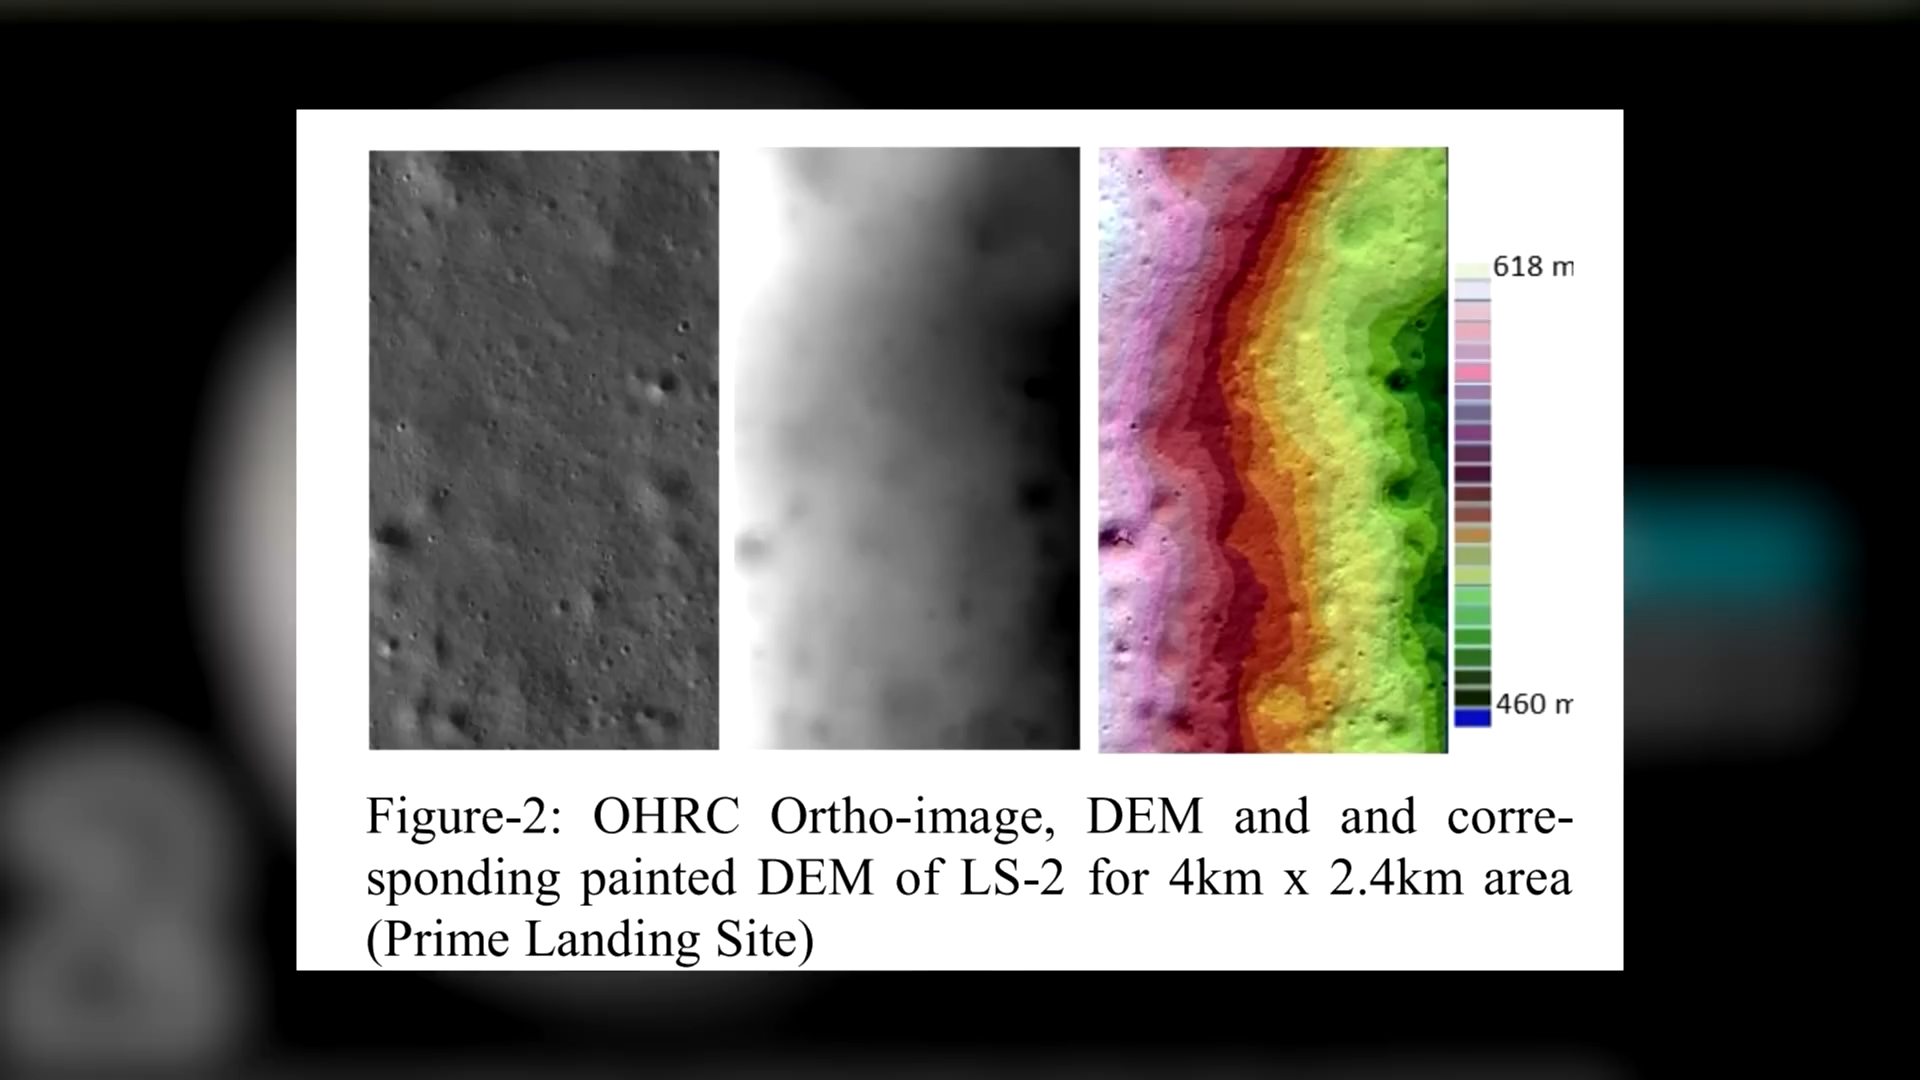 618 m
460 m
Figure-2: OHRC Ortho-image, DEM and and corre-
sponding painted DEM of LS-2 for 4km x 2.4km area
(Prime Landing Site)